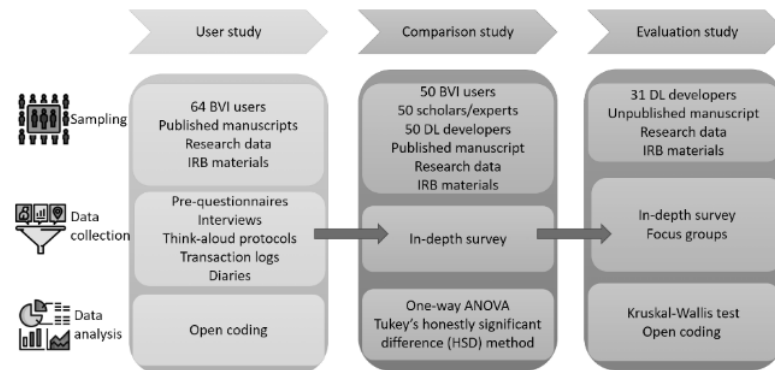 User study
Comparison study
Evaluation study
Sampling
64 BVI users
Published manuscripts
Research data
IRB materials
50 BVI users
50 scholars/experts
50 DL developers
Published manuscript
Research data
IRB materials
31 DL developers
Unpublished manuscript
Research data
IRB materials
Data
collection
Pre-questionnaires
Interviews
Think-aloud protocols
Transaction logs
Diaries
In-depth survey
In-depth survey
Focus groups
Data
analysis
Open coding
One-way ANOVA
Tukey's honestly significant
difference (HSD) method
Kruskal-Wallis test
Open coding